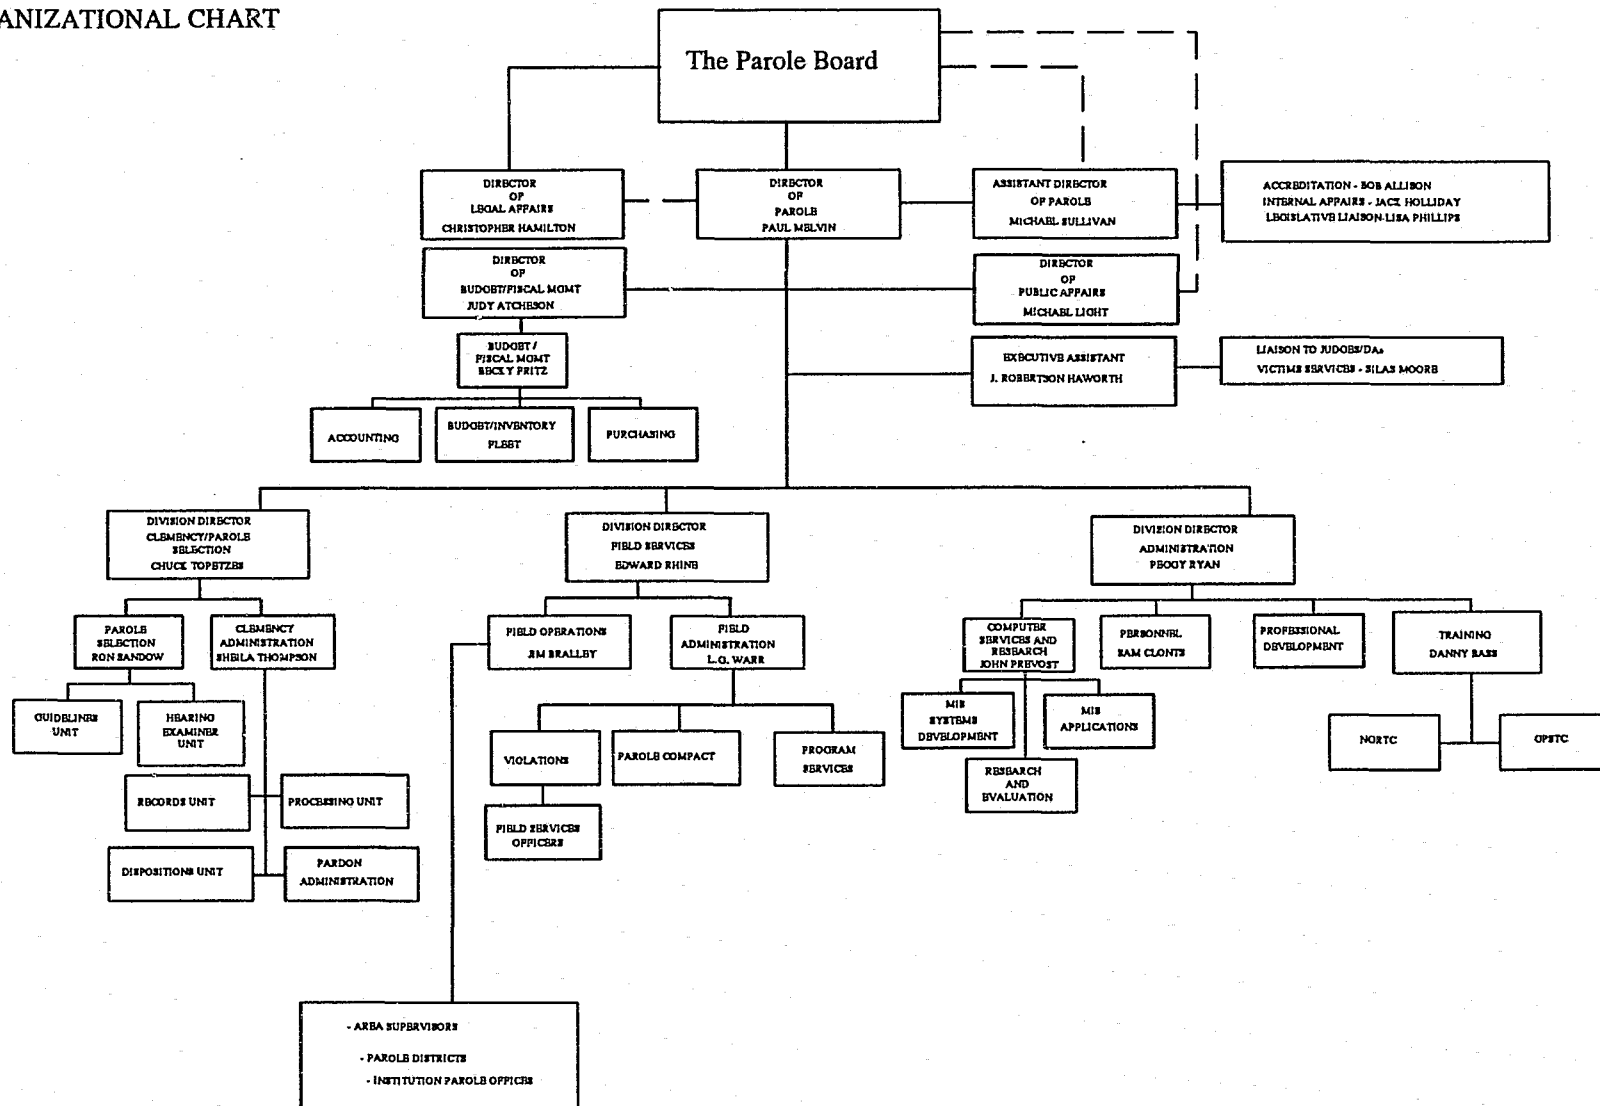 ANIZATIONAL CHART
The Parole Board
DIRECTOR
OF
LEGAL AFFAIRS
CHRISTOPHER HAMILTON
DIRECTOR
OF
PAROLE
PAUL MELVIN
ASSISTANT DIRECTOR
OF PAROLE
MICHAEL SULLIVAN
ACCREDITATION - BOB ALLISON
INTERNAL AFFAIRS - JACK HOLLIDAY
LEGISLATIVE LIAISON-LISA PHILLIPS
DIRECTOR
OF
BUDGET/FISCAL MGMT
JUDY ATCHESON
DIRECTOR
OF
PUBLIC AFFAIRS
MICHAEL LIGHT
BUDGET/
FISCAL MGMT
BECKY FRITZ
EXECUTIVE ASSISTANT
J. ROBERTSON HAWORTH
LIAISON TO JUDGES/DAs
VICTIMS SERVICES - SILAS MOORE
ACCOUNTING
BUDGET/INVENTORY
FLEET
PURCHASING
DIVISION DIRECTOR
CLEMENCY/PAROLE
SELECTION
CHUCK TOPETZES
DIVISION DIRECTOR
FIELD SERVICES
EDWARD RHINE
DIVISION DIRECTOR
ADMINISTRATION
PEGGY RYAN
PAROLE
SELECTION
RON SANDOW
CLEMENCY
ADMINISTRATION
SHEILA THOMPSON
FIELD OPERATIONS
JIM BRALLEY
FIELD
ADMINISTRATION
L.G. WARR
COMPUTER
SERVICES AND
RESEARCH
JOHN PREVOST
PERSONNEL
SAM CLONTS
PROFESSIONAL
DEVELOPMENT
TRAINING
DANNY BASS
GUIDELINES
UNIT
HEARING
EXAMINER
UNIT
VIOLATIONS
PAROLE COMPACT
PROGRAM
SERVICES
MIS
SYSTEMS
DEVELOPMENT
MIS
APPLICATIONS
NGRTC
GPSTC
RECORDS UNIT
PROCESSING UNIT
RESEARCH
AND
EVALUATION
FIELD SERVICES
OFFICERS
DISPOSITIONS UNIT
PARDON
ADMINISTRATION
- AREA SUPERVISORS
- PAROLE DISTRICTS
- INSTITUTION PAROLE OFFICES